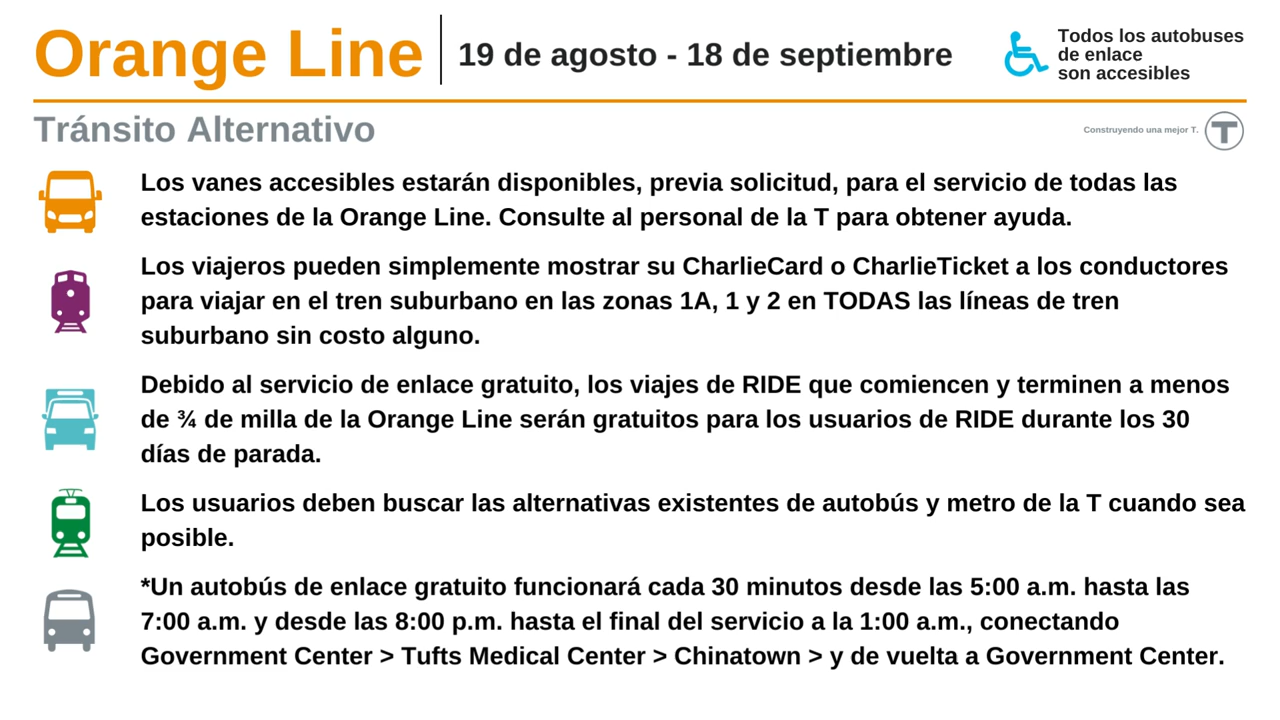 Orange Line
19 de agosto - 18 de septiembre
Todos los autobuses
de enlace
son accesibles
Tránsito Alternativo
Construyendo una mejor T.
T
Los vanes accesibles estarán disponibles, previa solicitud, para el servicio de todas las
estaciones de la Orange Line. Consulte al personal de la T para obtener ayuda.
Los viajeros pueden simplemente mostrar su CharlieCard o CharlieTicket a los conductores
para viajar en el tren suburbano en las zonas 1A, 1 y 2 en TODAS las líneas de tren
suburbano sin costo alguno.
Debido al servicio de enlace gratuito, los viajes de RIDE que comiencen y terminen a menos
de ¾ de milla de la Orange Line serán gratuitos para los usuarios de RIDE durante los 30
días de parada.
Los usuarios deben buscar las alternativas existentes de autobús y metro de la T cuando sea
posible.
*Un autobús de enlace gratuito funcionará cada 30 minutos desde las 5:00 a.m. hasta las
7:00 a.m. y desde las 8:00 p.m. hasta el final del servicio a la 1:00 a.m., conectando
Government Center > Tufts Medical Center > Chinatown > y de vuelta a Government Center.